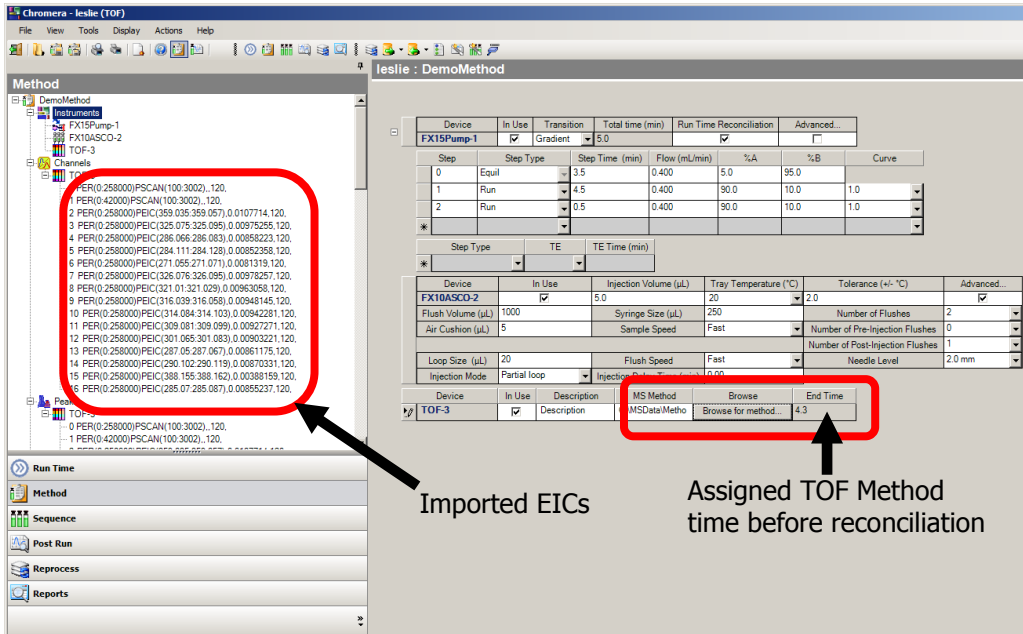 Chromera - leslie (TOF)
File View Tools Display Actions Help
Method
leslie : DemoMethod
DemoMethod
Instruments
FX15Pump-1
FX10ASCO-2
TOF-3
Channels
0 PER(0:258000)PSCAN(100:3002),,120,
1 PER(0:42000)PSCAN(100:3002),,120,
2 PER(0:258000)PEIC(359.035:359.057),0.0107714,120,
3 PER(0:258000)PEIC(325.075:325.095),0.00975255,120,
4 PER(0:258000)PEIC(286.066:286.083),0.00858223,120,
5 PER(0:258000)PEIC(284.111:284.128),0.00852358,120,
6 PER(0:258000)PEIC(271.055:271.071),0.0081319,120,
7 PER(0:258000)PEIC(326.076:326.095),0.00978257,120,
8 PER(0:258000)PEIC(321.01:321.029),0.00963058,120,
9 PER(0:258000)PEIC(316.039:316.058),0.00948145,120,
10 PER(0:258000)PEIC(314.084:314.103),0.00942281,120,
11 PER(0:258000)PEIC(309.081:309.099),0.00927271,120,
12 PER(0:258000)PEIC(301.065:301.083),0.00903221,120,
13 PER(0:258000)PEIC(287.05:287.067),0.00861175,120,
14 PER(0:258000)PEIC(290.102:290.119),0.00870331,120,
15 PER(0:258000)PEIC(388.155:388.162),0.00388159,120,
16 PER(0:258000)PEIC(285.07:285.087),0.00855237,120,
0 PER(0:258000)PSCAN(100:3002),,120,
1 PER(0:42000)PSCAN(100:3002),,120,
Run Time
Method
Sequence
Post Run
Reprocess
Reports
Device In Use Transition Total time (min) Run Time Reconciliation Advanced...
FX15Pump-1 Gradient 5.0
Step Step Type Step Time (min) Flow (mL/min) %A %B Curve
0 Equil 3.5 0.400 5.0 95.0
1 Run 4.5 0.400 90.0 10.0 1.0
2 Run 0.5 0.400 90.0 10.0 1.0
*
Step Type TE TE Time (min)
*
Device In Use Injection Volume (µL) Tray Temperature (°C) Tolerance (+/- °C) Advanced...
FX10ASCO-2 5.0 20 2.0
Flush Volume (µL) 1000 Syringe Size (µL) 250 Number of Flushes 2
Air Cushion (µL) 5 Sample Speed Fast Number of Pre-Injection Flushes 0
Number of Post-Injection Flushes 1
Loop Size (µL) 20 Flush Speed Fast Needle Level 2.0 mm
Injection Mode Partial loop Injection Time (min) 0.00
Device In Use Description MS Method Browse End Time
TOF-3 Description \MSData\Metho Browse for method... 4.3
Imported EICs
Assigned TOF Method
time before reconciliation